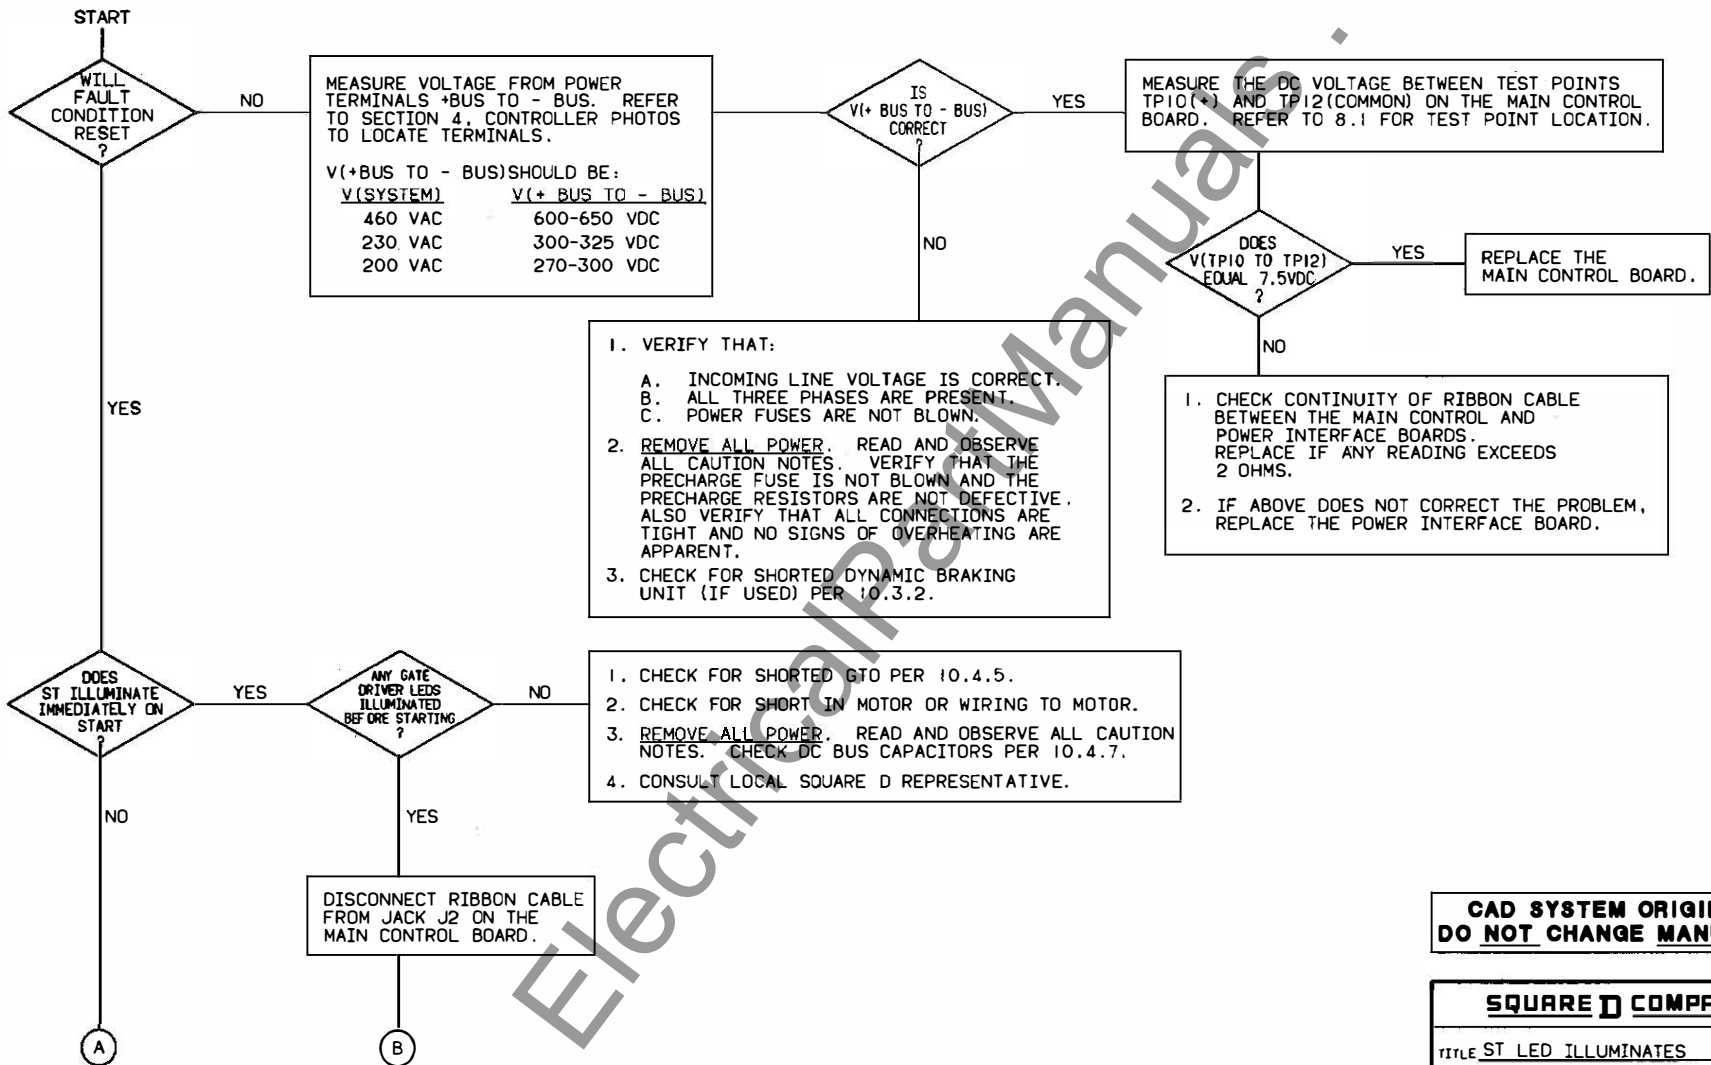 START
WILL
FAULT
CONDITION
RESET
?
NO
MEASURE VOLTAGE FROM POWER
TERMINALS +BUS TO - BUS. REFER
TO SECTION 4, CONTROLLER PHOTOS
TO LOCATE TERMINALS.
V(+BUS TO - BUS)SHOULD BE:
V(SYSTEM) V(+ BUS TO - BUS)
460 VAC 600-650 VDC
230 VAC 300-325 VDC
200 VAC 270-300 VDC
IS
V(+ BUS TO - BUS)
CORRECT
?
YES
MEASURE THE DC VOLTAGE BETWEEN TEST POINTS
TP10(+) AND TP12(COMMON) ON THE MAIN CONTROL
BOARD. REFER TO 8.1 FOR TEST POINT LOCATION.
NO
DOES
V(TP10 TO TP12)
EQUAL 7.5VDC
?
YES
REPLACE THE
MAIN CONTROL BOARD.
NO
1. CHECK CONTINUITY OF RIBBON CABLE
BETWEEN THE MAIN CONTROL AND
POWER INTERFACE BOARDS.
REPLACE IF ANY READING EXCEEDS
2 OHMS.
2. IF ABOVE DOES NOT CORRECT THE PROBLEM,
REPLACE THE POWER INTERFACE BOARD.
1. VERIFY THAT:
A. INCOMING LINE VOLTAGE IS CORRECT.
B. ALL THREE PHASES ARE PRESENT.
C. POWER FUSES ARE NOT BLOWN.
2. REMOVE ALL POWER. READ AND OBSERVE
ALL CAUTION NOTES. VERIFY THAT THE
PRECHARGE FUSE IS NOT BLOWN AND THE
PRECHARGE RESISTORS ARE NOT DEFECTIVE.
ALSO VERIFY THAT ALL CONNECTIONS ARE
TIGHT AND NO SIGNS OF OVERHEATING ARE
APPARENT.
3. CHECK FOR SHORTED DYNAMIC BRAKING
UNIT (IF USED) PER 10.3.2.
YES
DOES
ST ILLUMINATE
IMMEDIATELY ON
START
?
YES
ANY GATE
DRIVER LEDS
ILLUMINATED
BEFORE STARTING
?
NO
1. CHECK FOR SHORTED GTO PER 10.4.5.
2. CHECK FOR SHORT IN MOTOR OR WIRING TO MOTOR.
3. REMOVE ALL POWER. READ AND OBSERVE ALL CAUTION
NOTES. CHECK DC BUS CAPACITORS PER 10.4.7.
4. CONSULT LOCAL SQUARE D REPRESENTATIVE.
NO
YES
DISCONNECT RIBBON CABLE
FROM JACK J2 ON THE
MAIN CONTROL BOARD.
A
B
CAD SYSTEM ORIGI
DO NOT CHANGE MAN
SQUARE D COMP
TITLE ST LED ILLUMINATES
ElectricalPartManuals .